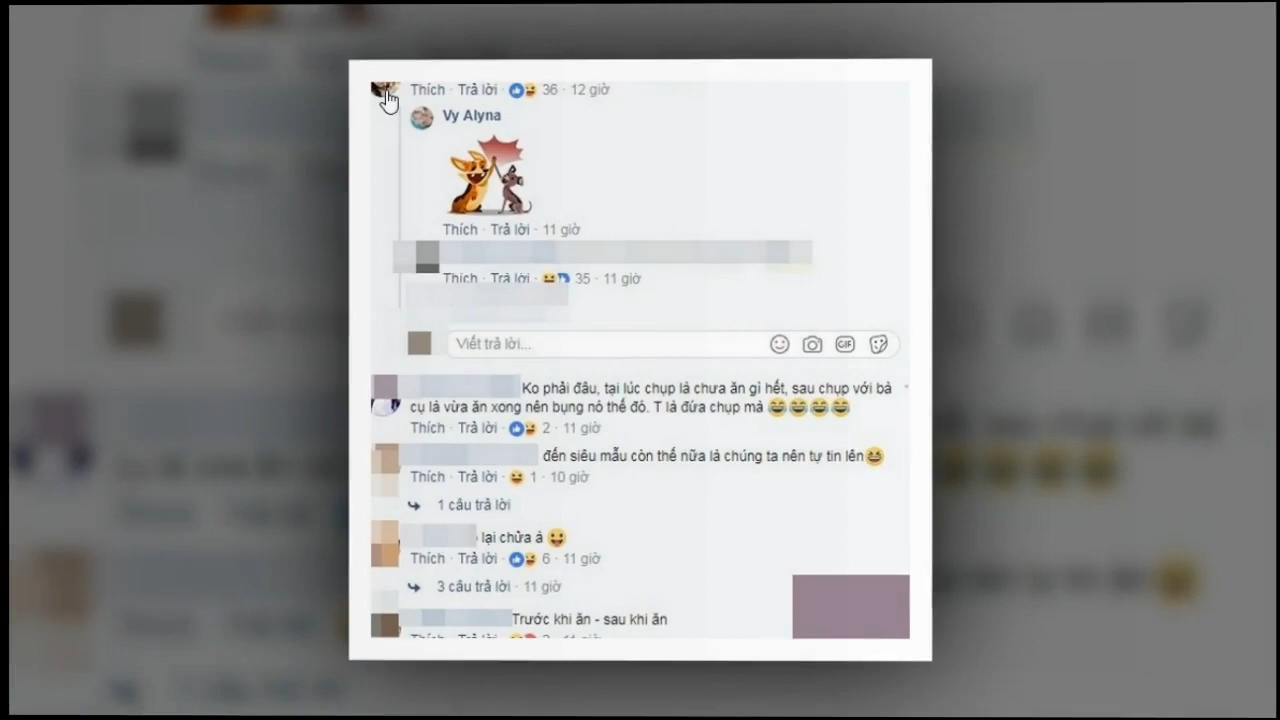 Thích · Trả lời · 36 · 12 giờ
Vy Alyna
Thích · Trả lời · 11 giờ
Thích · Trả lời · 35 · 11 giờ
Viết trả lời...
GIF
Ko phải đâu, tại lúc chụp là chưa ăn gì hết, sau chụp với bà
cụ là vừa ăn xong nên bụng nó thế đó. T là đứa chụp mà 😂😂😂😂
Thích · Trả lời · 2 · 11 giờ
đến siêu mẫu còn thế nữa là chúng ta nên tự tin lên😆
Thích · Trả lời · 1 · 10 giờ
1 câu trả lời
lại chửa à 😛
Thích · Trả lời · 6 · 11 giờ
3 câu trả lời · 11 giờ
Trước khi ăn - sau khi ăn
Thích · Trả lời